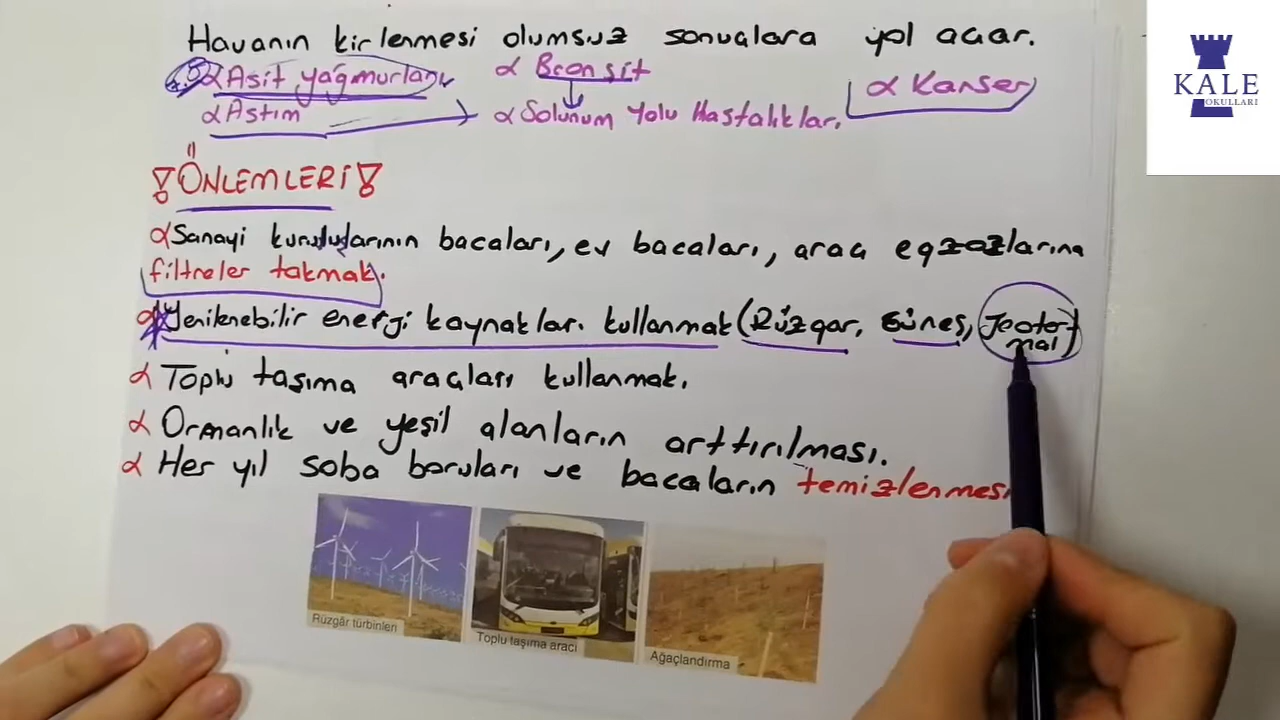 Havanın kirlenmesi olumsuz sonuçlara yol açar.
Asit yağmurları
Bronşit
Kanser
Astım
Solunum Yolu Hastalıkları
ÖNLEMLERİ
Sanayi kuruluşlarının bacaları, ev bacaları, araç egzozlarına
filtreler takmak.
Yenilenebilir enerji kaynakları kullanmak (Rüzgar, Güneş, Jeoter-
mal)
Toplu taşıma araçları kullanmak.
Ormanlık ve yeşil alanların arttırılması.
Her yıl soba boruları ve bacaların temizlenmesi
Rüzgâr türbinleri
Toplu taşıma aracı
Ağaçlandırma
KALE
OKULLARI